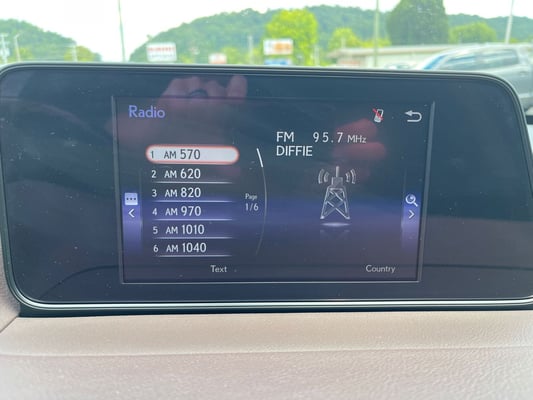 Radio
FM 95.7 MHz
DIFFIE
1 AM 570
2 AM 620
3 AM 820
4 AM 970
5 AM 1010
6 AM 1040
Page
1/6
Text
Country